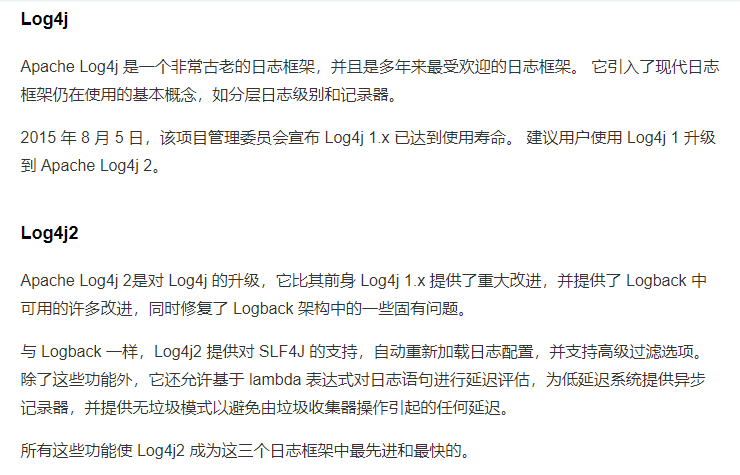 Log4j
Apache Log4j 是一个非常古老的日志框架，并且是多年来最受欢迎的日志框架。 它引入了现代日志
框架仍在使用的基本概念，如分层日志级别和记录器。
2015 年 8 月 5 日，该项目管理委员会宣布 Log4j 1.x 已达到使用寿命。 建议用户使用 Log4j 1 升级
到 Apache Log4j 2。
Log4j2
Apache Log4j 2是对 Log4j 的升级，它比其前身 Log4j 1.x 提供了重大改进，并提供了 Logback 中
可用的许多改进，同时修复了 Logback 架构中的一些固有问题。
与 Logback 一样，Log4j2 提供对 SLF4J 的支持，自动重新加载日志配置，并支持高级过滤选项。
除了这些功能外，它还允许基于 lambda 表达式对日志语句进行延迟评估，为低延迟系统提供异步
记录器，并提供无垃圾模式以避免由垃圾收集器操作引起的任何延迟。
所有这些功能使 Log4j2 成为这三个日志框架中最先进和最快的。